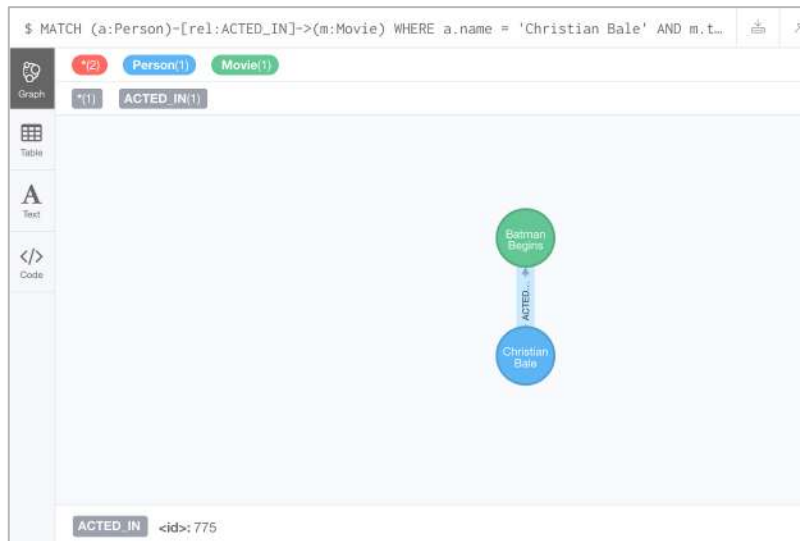 $ MATCH (a:Person)-[rel:ACTED_IN]->(m:Movie) WHERE a.name = 'Christian Bale' AND m.t…
*(2) Person(1) Movie(1)
Graph
*(1) ACTED_IN(1)
Table
A
Text
</>
Code
Batman
Begins
ACTED…
Christian
Bale
ACTED_IN <id>: 775